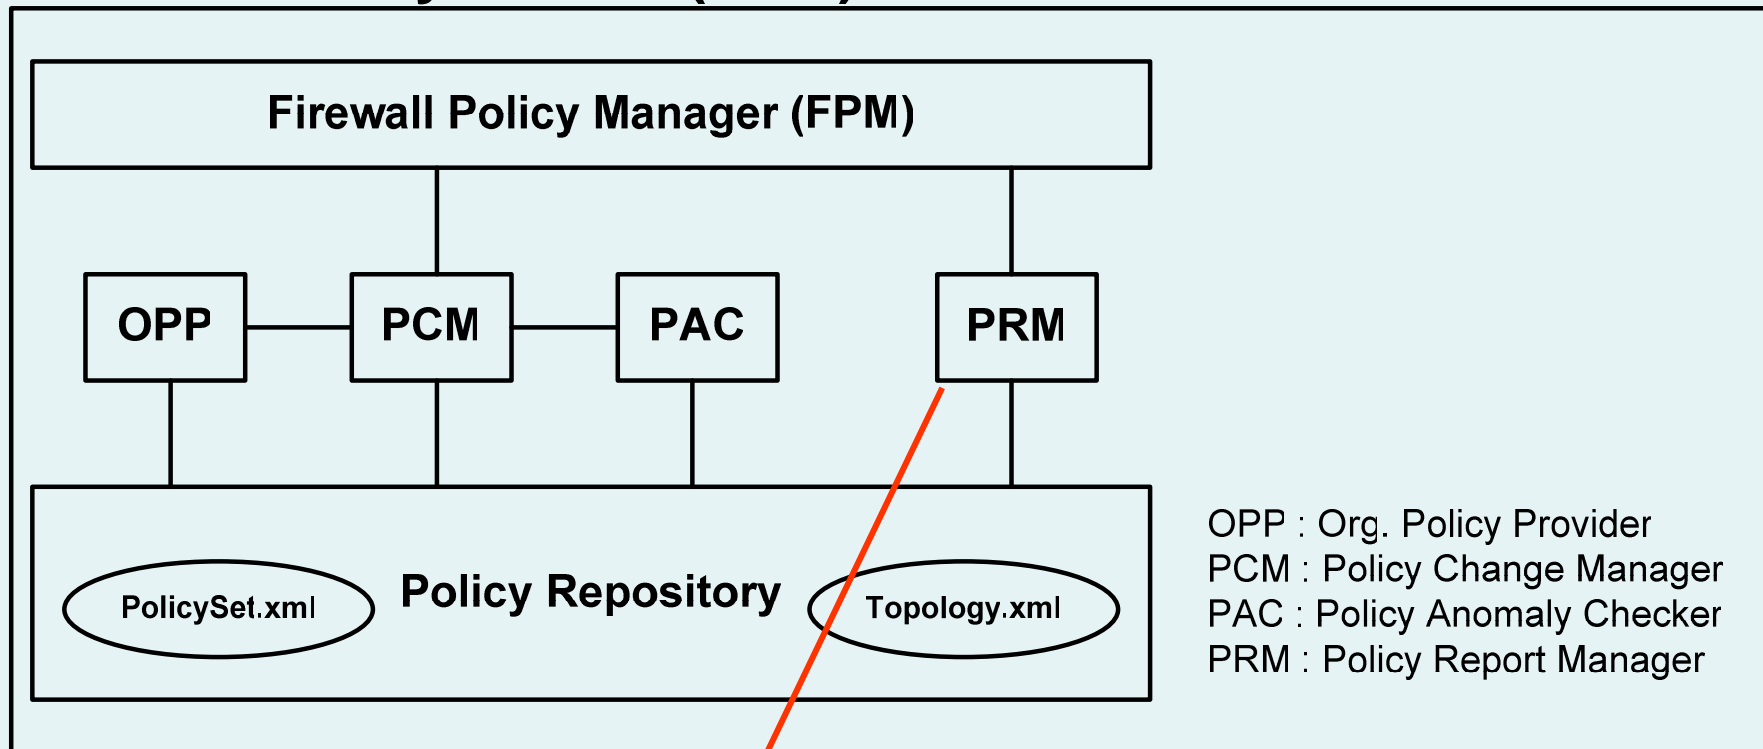 Firewall Policy Manager (FPM)
OPP
PCM
PAC
PRM
Policy Repository
PolicySet.xml
Topology.xml
OPP : Org. Policy Provider
PCM : Policy Change Manager
PAC : Policy Anomaly Checker
PRM : Policy Report Manager